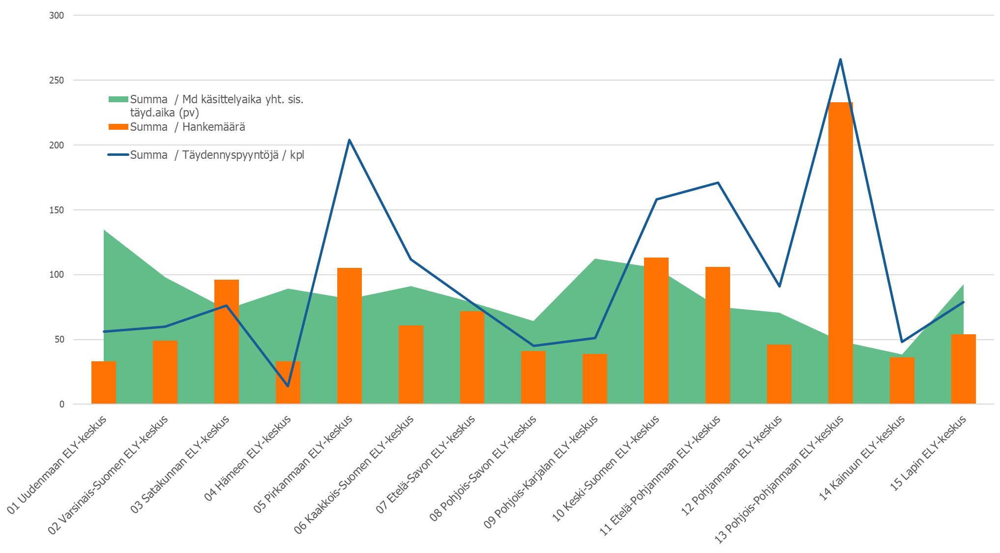 300
250
200
150
100
50
0
Summa / Md käsittelyaika yht. sis.
täyd.aika (pv)
Summa / Hankemäärä
Summa / Täydennyspyyntöjä / kpl
01 Uudenmaan ELY-keskus
02 Varsinais-Suomen ELY-keskus
03 Satakunnan ELY-keskus
04 Hämeen ELY-keskus
05 Pirkanmaan ELY-keskus
06 Kaakkois-Suomen ELY-keskus
07 Etelä-Savon ELY-keskus
08 Pohjois-Savon ELY-keskus
09 Pohjois-Karjalan ELY-keskus
10 Keski-Suomen ELY-keskus
11 Etelä-Pohjanmaan ELY-keskus
12 Pohjanmaan ELY-keskus
13 Pohjois-Pohjanmaan ELY-keskus
14 Kainuun ELY-keskus
15 Lapin ELY-keskus